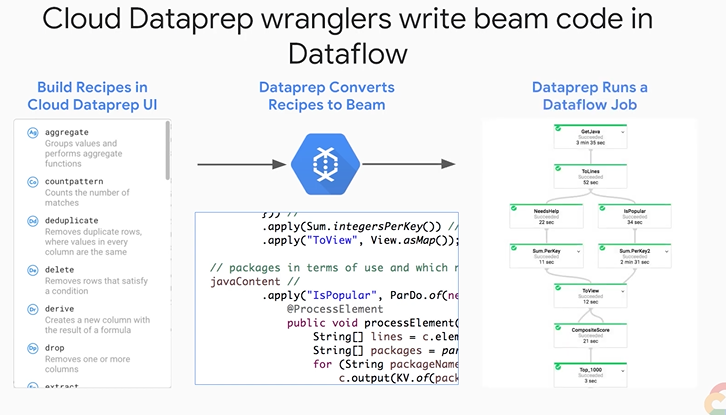 Cloud Dataprep wranglers write beam code in
Dataflow
Build Recipes in
Cloud Dataprep UI
Ag aggregate
Groups values and
performs aggregate
functions
Co countpattern
Counts the number of
matches
Dd deduplicate
Removes duplicate rows,
where values in every
column are the same
De delete
Removes rows that satisfy
a condition
Dr derive
Creates a new column with
the result of a formula
Dp drop
Removes one or more
columns
extract
Dataprep Converts
Recipes to Beam
})) //
.apply(Sum.integersPerKey()) //
.apply("ToView", View.asMap());
// packages in terms of use and which n
javaContent //
.apply("IsPopular", ParDo.of(ne
@ProcessElement
public void processElement(
String[] lines = c.elem
String[] packages = par
for (String packageName
c.output(KV.of(pack
Dataprep Runs a
Dataflow Job
GetJava
Succeeded
3 min 35 sec
ToLines
Succeeded
52 sec
NeedsHelp
Succeeded
22 sec
IsPopular
Succeeded
34 sec
Sum.PerKey
Succeeded
11 sec
Sum.PerKey2
Succeeded
2 min 31 sec
ToView
Succeeded
12 sec
CompositeScore
Succeeded
21 sec
Top_1000
Succeeded
3 sec